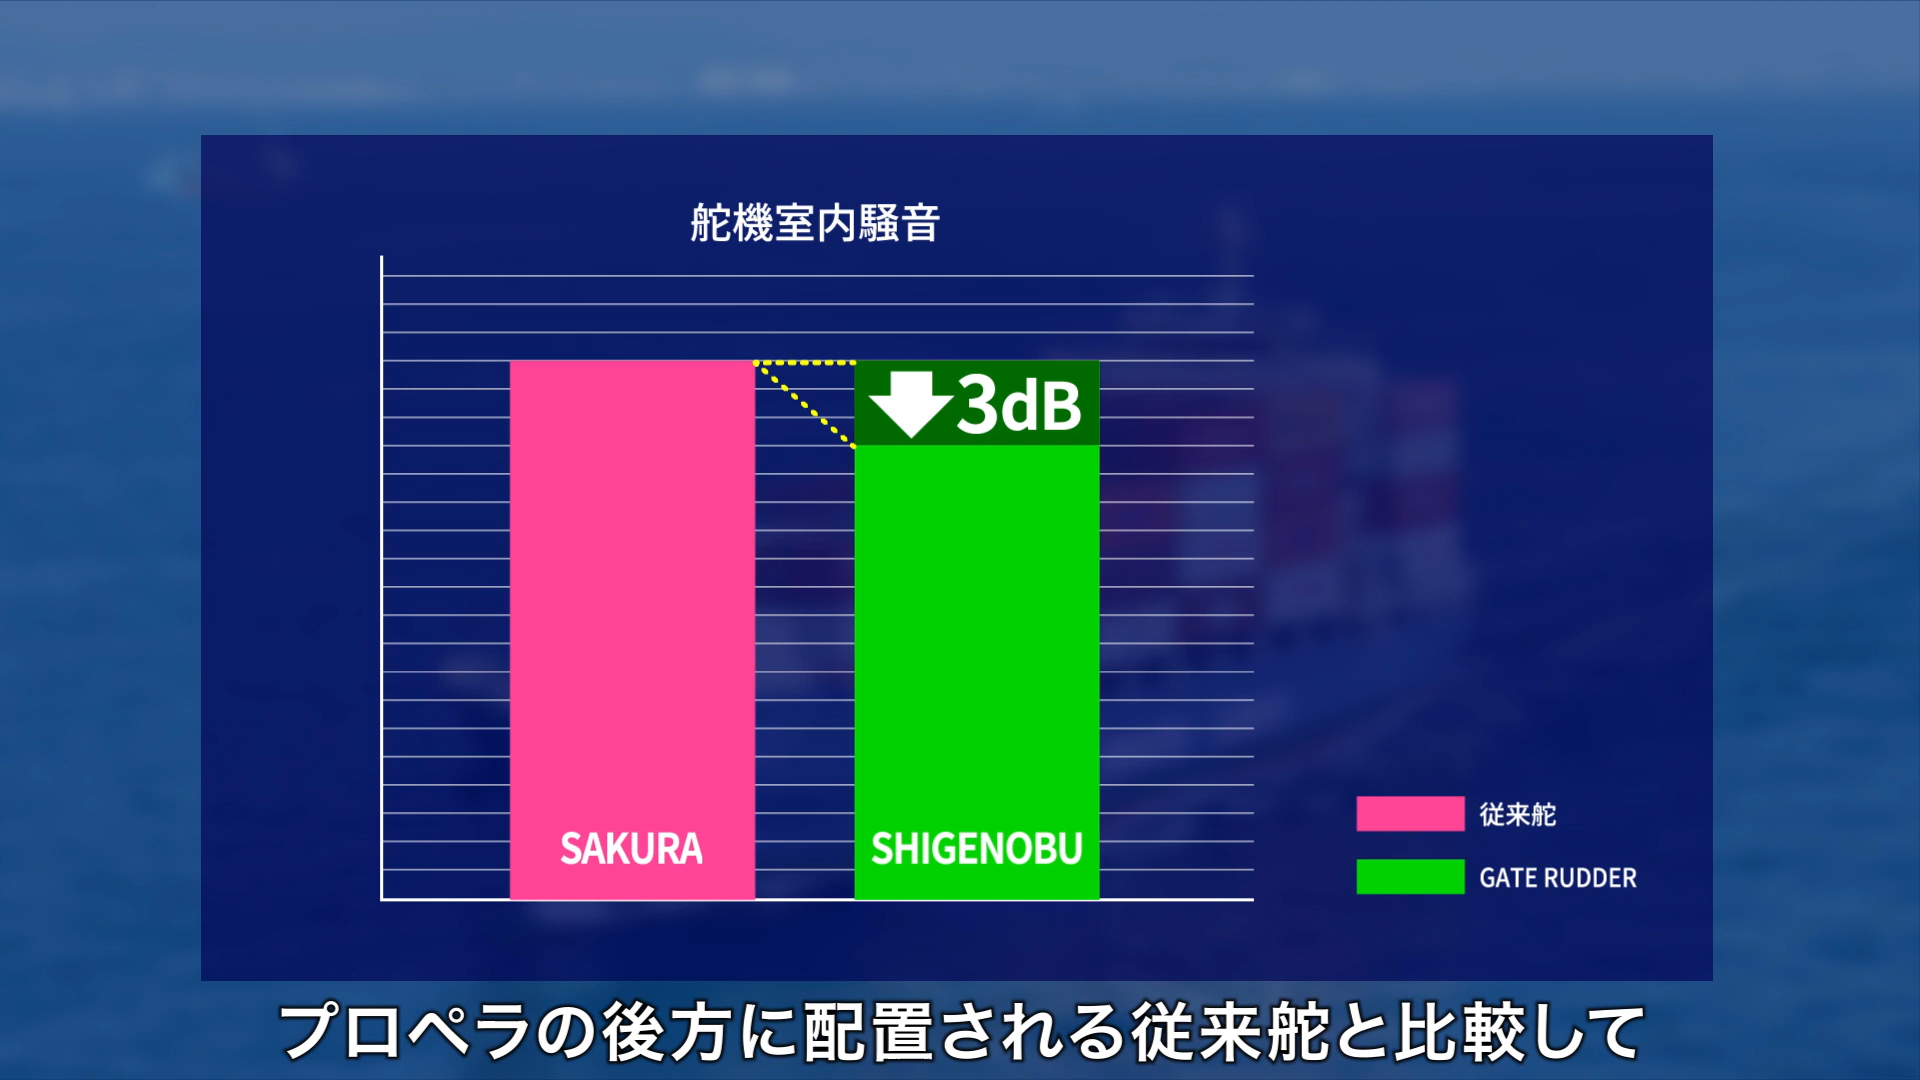 舵機室内騒音
3dB
SAKURA
SHIGENOBU
従来舵
GATE RUDDER
プロペラの後方に配置される従来舵と比較して